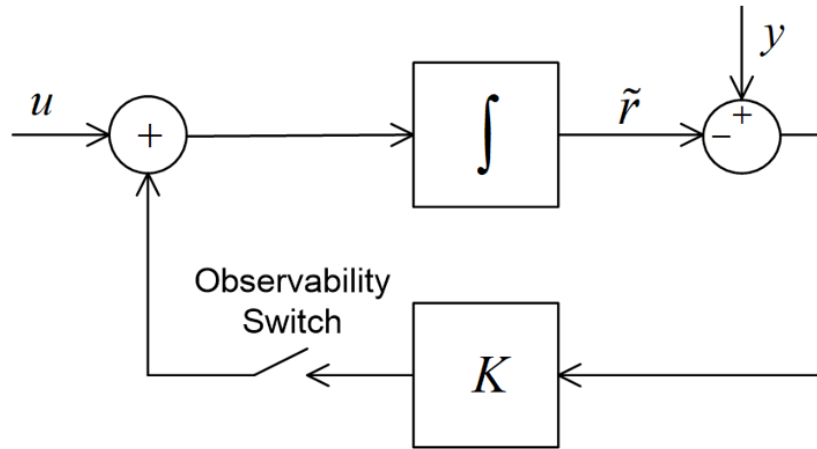 y
u
+
∫
r̃
−
+
Observability
Switch
K